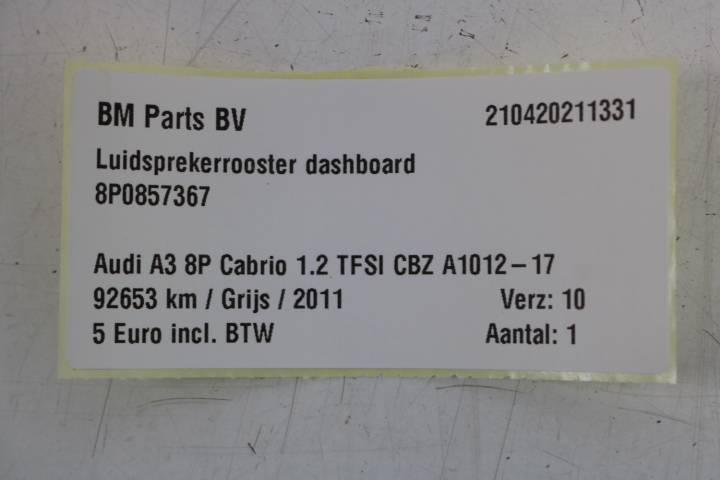 BM Parts BV 210420211331
Luidsprekerrooster dashboard
8P0857367
Audi A3 8P Cabrio 1.2 TFSI CBZ A1012-17
92653 km / Grijs / 2011 Verz: 10
5 Euro incl. BTW Aantal: 1